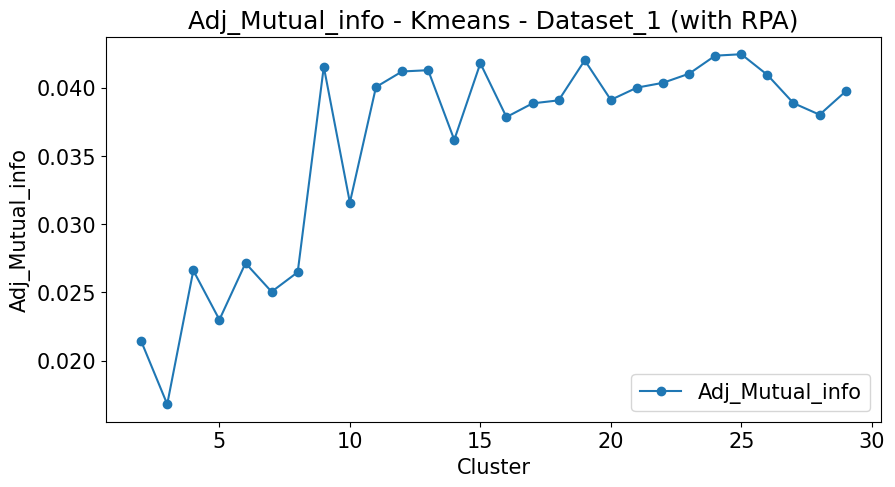 Adj_Mutual_info - Kmeans - Dataset_1 (with RPA)
Adj_Mutual_info
0.040
0.035
0.030
0.025
0.020
Adj_Mutual_info
5
10
15
20
25
30
Cluster